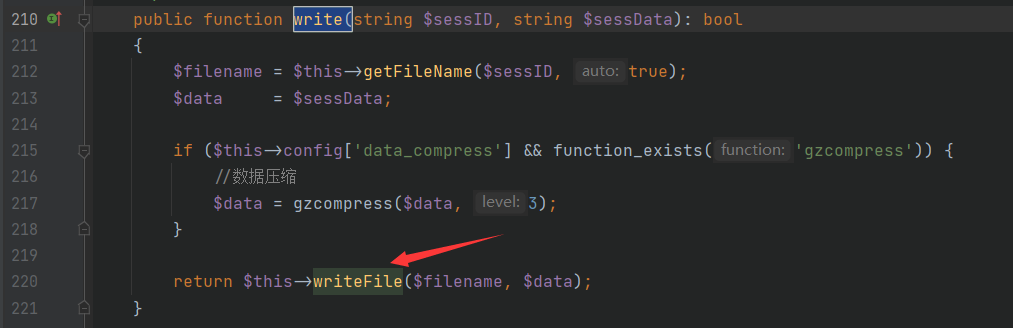 210 public function write(string $sessID, string $sessData): bool
211 {
212 $filename = $this->getFileName($sessID, auto: true);
213 $data = $sessData;
214
215 if ($this->config['data_compress'] && function_exists( function: 'gzcompress')) {
216 //数据压缩
217 $data = gzcompress($data, level: 3);
218 }
219
220 return $this->writeFile($filename, $data);
221 }